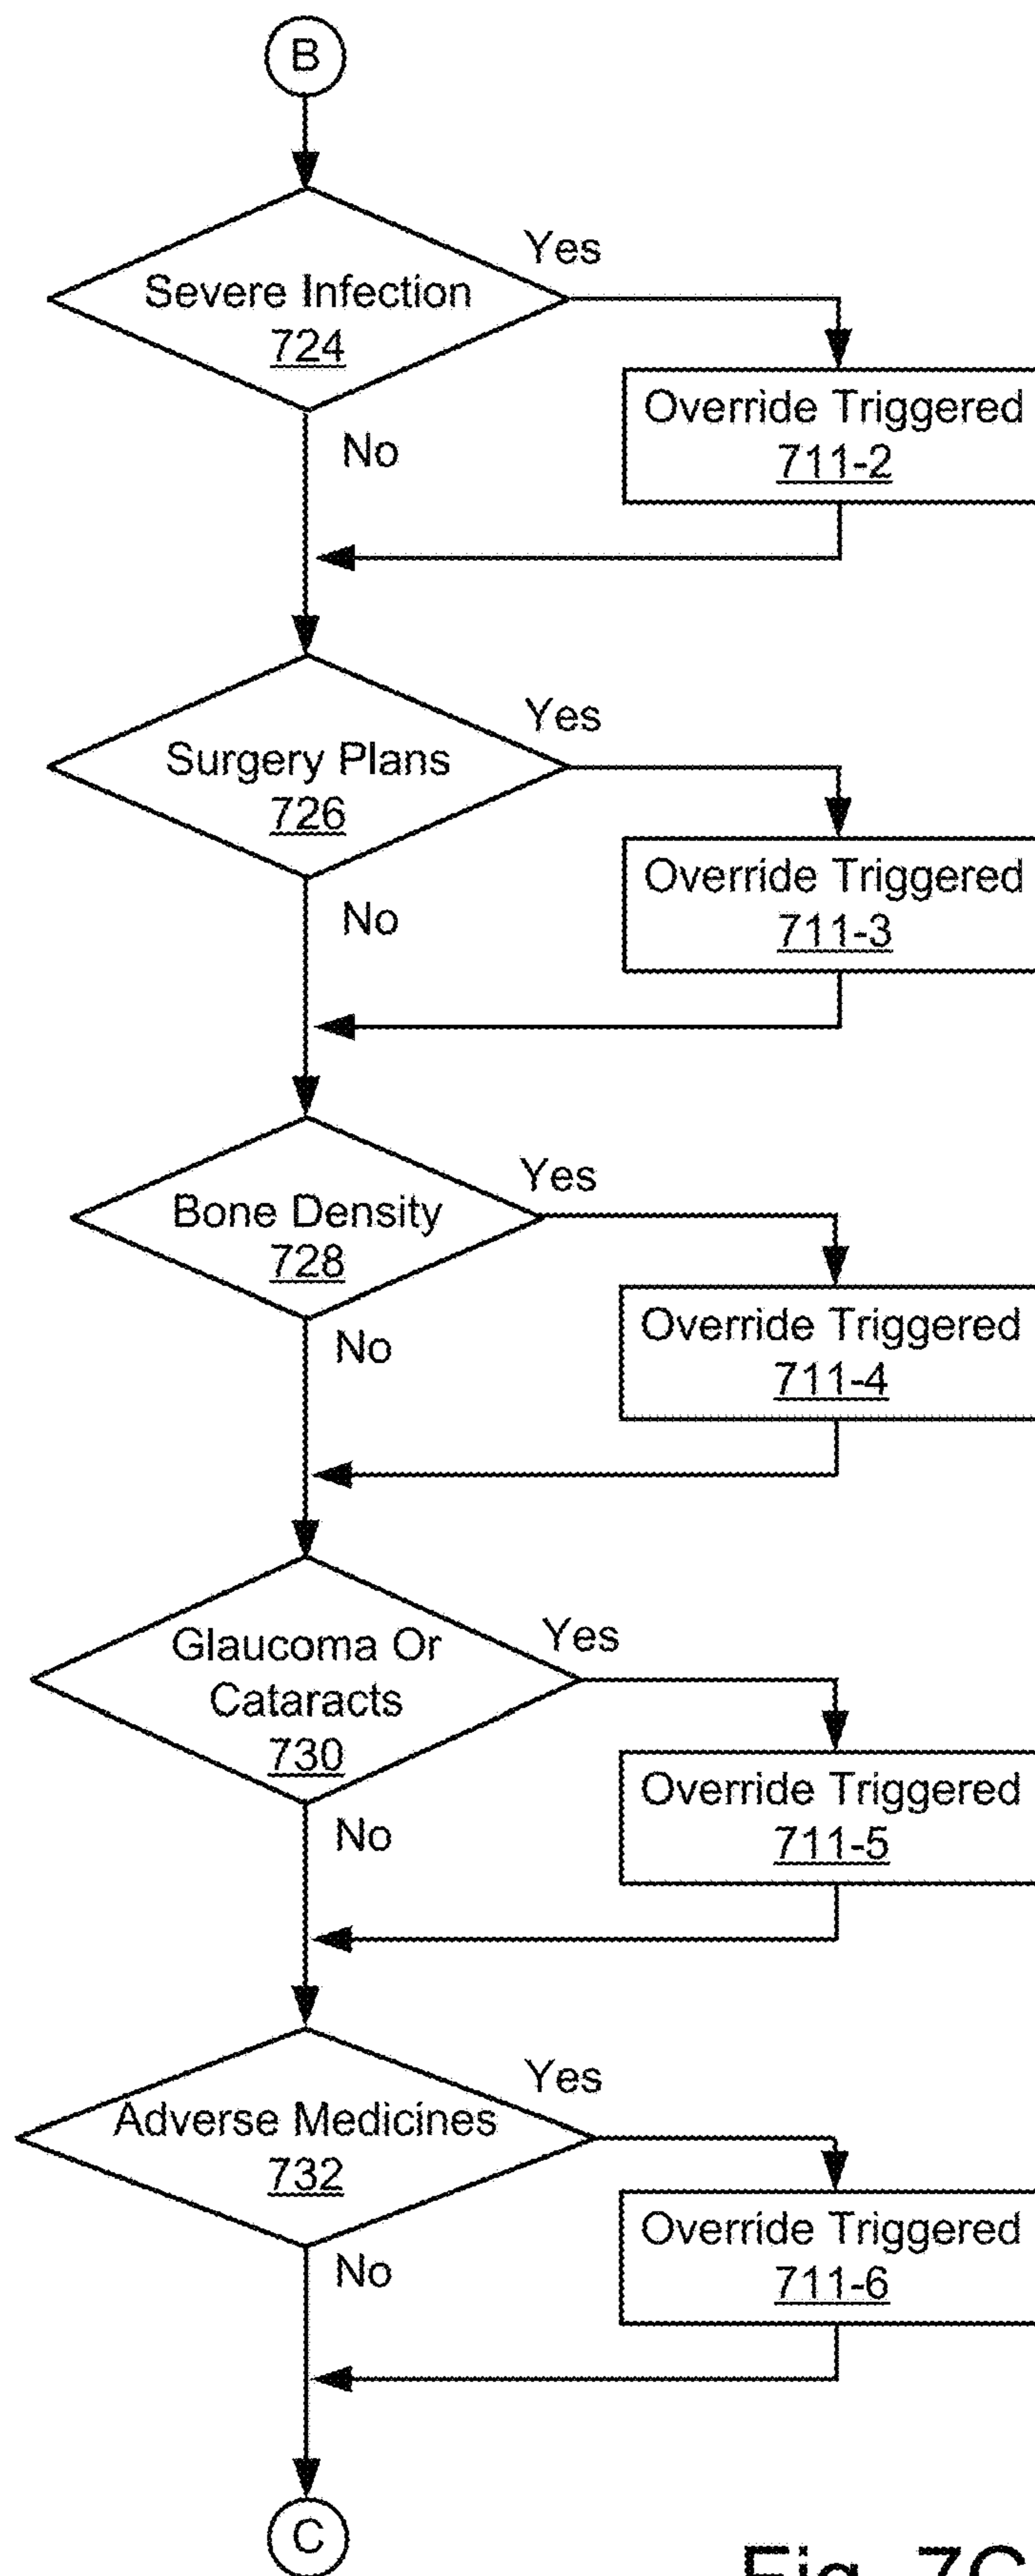 B
Severe Infection
724
Yes
No
Override Triggered
711-2
Surgery Plans
726
Yes
No
Override Triggered
711-3
Bone Density
728
Yes
No
Override Triggered
711-4
Glaucoma Or
Cataracts
730
Yes
No
Override Triggered
711-5
Adverse Medicines
732
Yes
No
Override Triggered
711-6
C
Fig. 7C